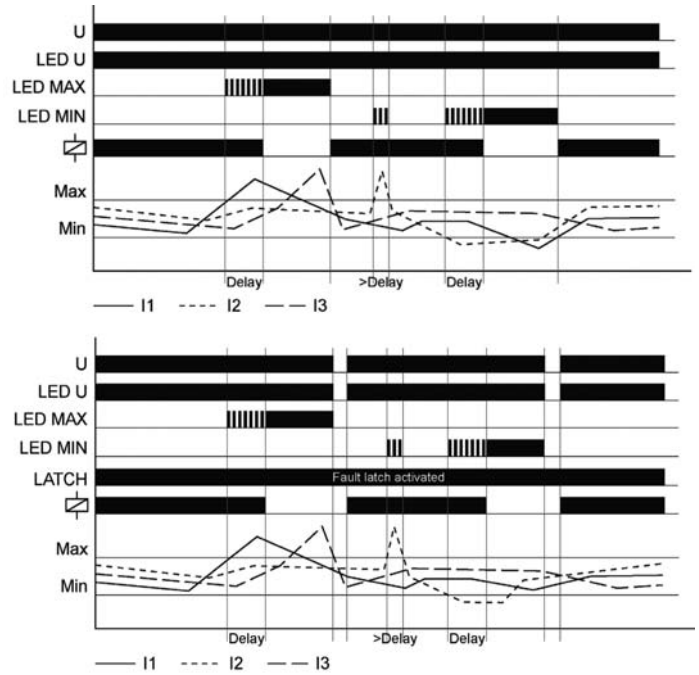 U
LED U
LED MAX
LED MIN
Max
Min
Delay >Delay Delay
I1 I2 I3
U
LED U
LED MAX
LED MIN
LATCH Fault latch activated
Max
Min
Delay >Delay Delay
I1 I2 I3